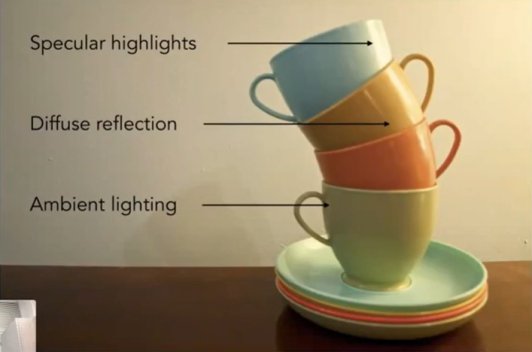 Specular highlights
Diffuse reflection
Ambient lighting